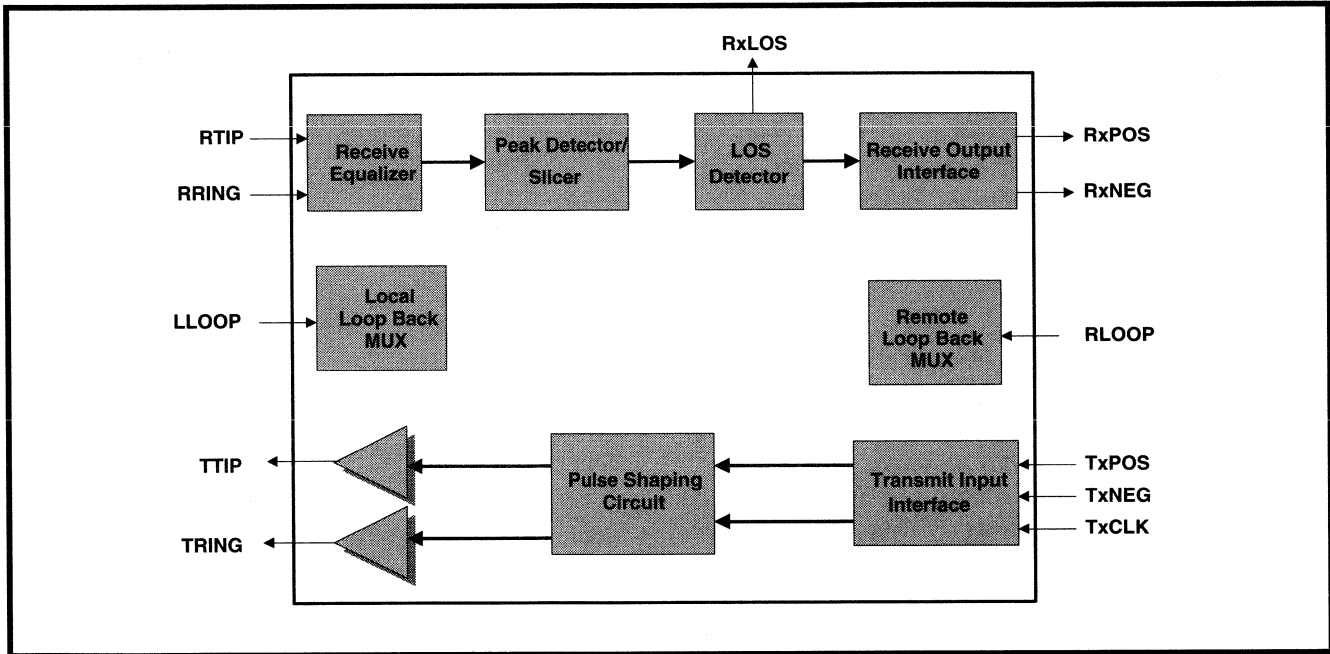 RxLOS
RTIP
RRING
Receive
Equalizer
Peak Detector/
Slicer
LOS
Detector
Receive Output
Interface
RxPOS
RxNEG
LLOOP
Local
Loop Back
MUX
Remote
Loop Back
MUX
RLOOP
TTIP
TRING
Pulse Shaping
Circuit
Transmit Input
Interface
TxPOS
TxNEG
TxCLK